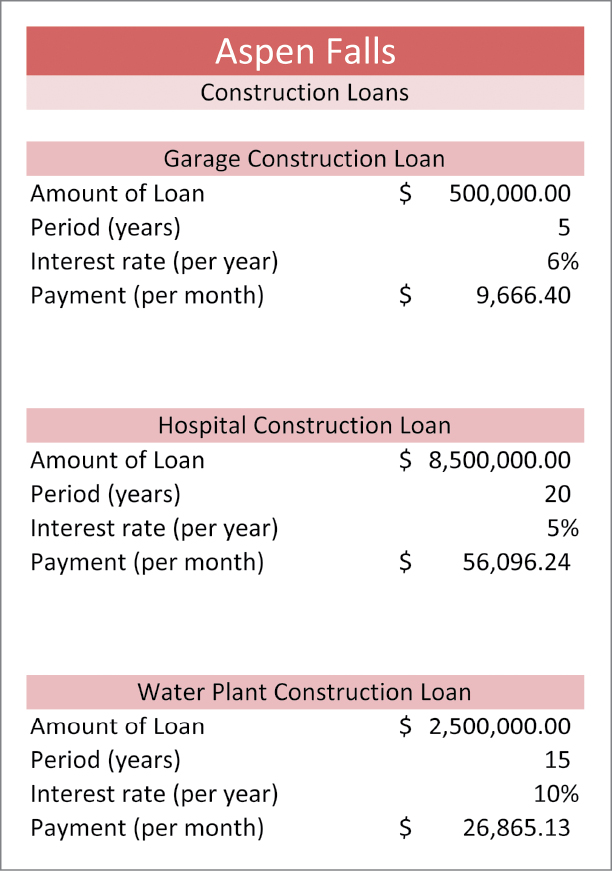 Aspen Falls
Construction Loans
Garage Construction Loan
Amount of Loan $ 500,000.00
Period (years) 5
Interest rate (per year) 6%
Payment (per month) $ 9,666.40
Hospital Construction Loan
Amount of Loan $ 8,500,000.00
Period (years) 20
Interest rate (per year) 5%
Payment (per month) $ 56,096.24
Water Plant Construction Loan
Amount of Loan $ 2,500,000.00
Period (years) 15
Interest rate (per year) 10%
Payment (per month) $ 26,865.13